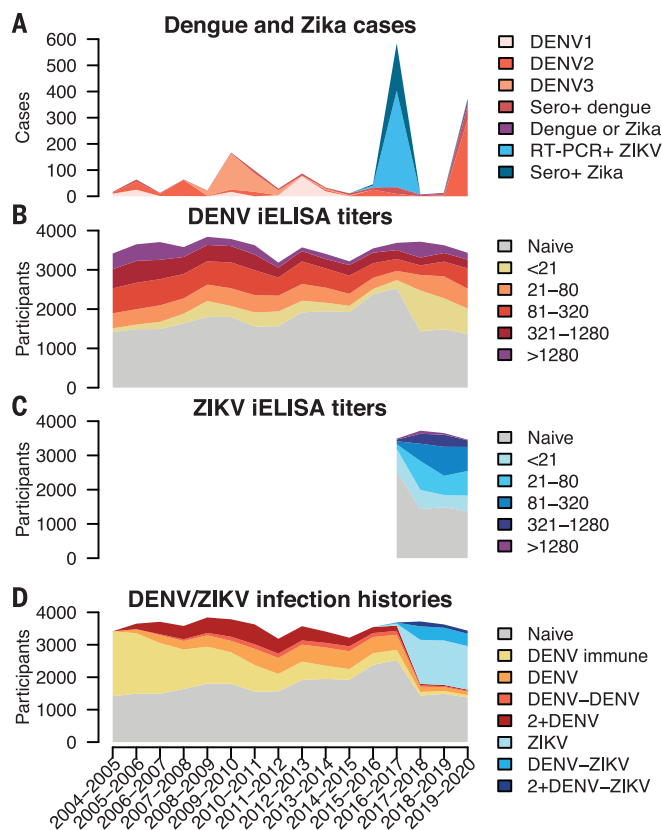 A
Dengue and Zika cases
Cases
600
500
400
300
200
100
0
DENV1
DENV2
DENV3
Sero+ dengue
Dengue or Zika
RT-PCR+ ZIKV
Sero+ Zika
B
DENV iELISA titers
Participants
4000
3000
2000
1000
0
Naive
<21
21–80
81–320
321–1280
>1280
C
ZIKV iELISA titers
Participants
4000
3000
2000
1000
0
Naive
<21
21–80
81–320
321–1280
>1280
D
DENV/ZIKV infection histories
Participants
4000
3000
2000
1000
0
Naive
DENV immune
DENV
DENV–DENV
2+DENV
ZIKV
DENV–ZIKV
2+DENV–ZIKV
2004–2005
2005–2006
2006–2007
2007–2008
2008–2009
2009–2010
2010–2011
2011–2012
2012–2013
2013–2014
2014–2015
2015–2016
2016–2017
2017–2018
2018–2019
2019–2020